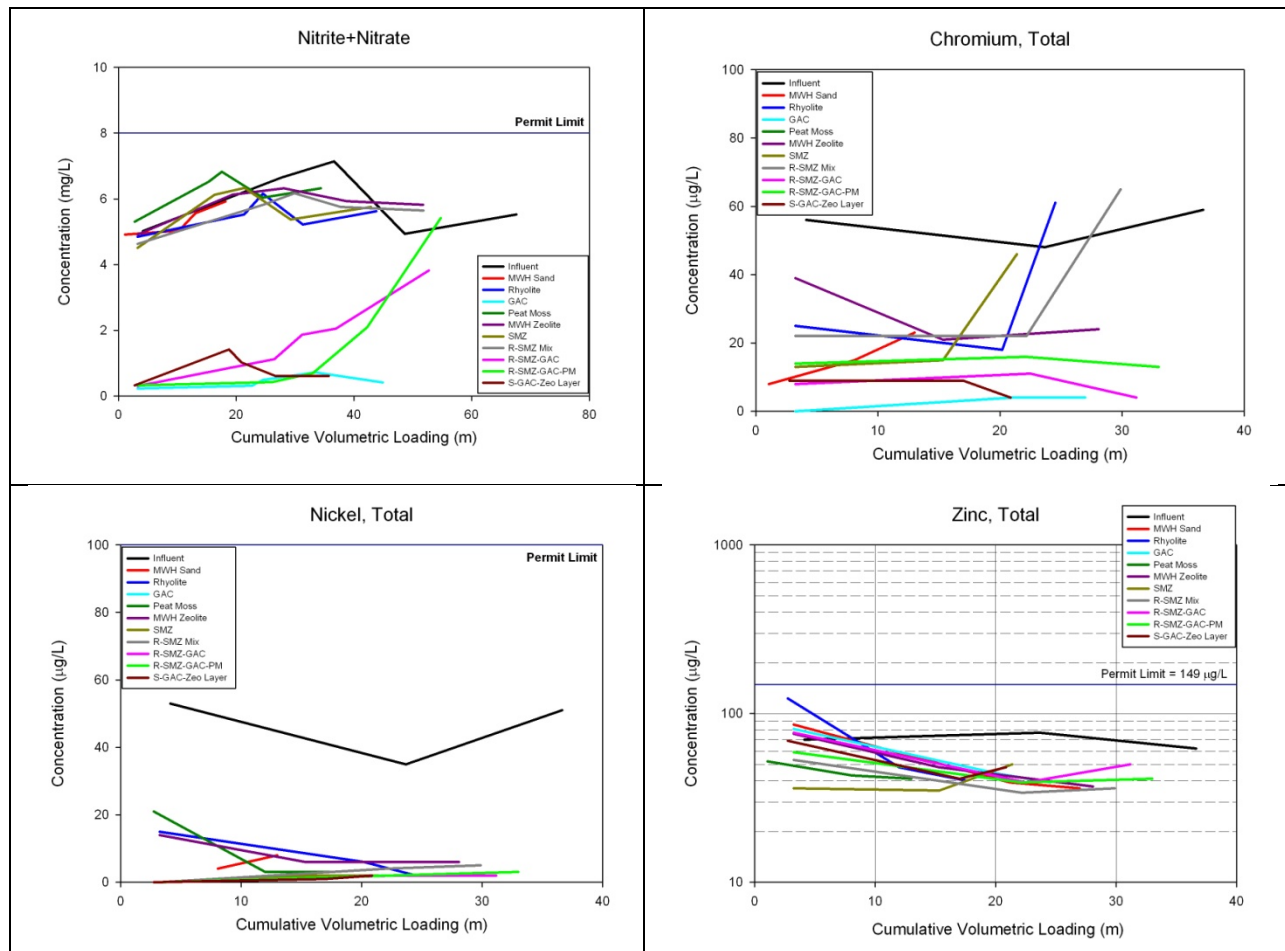 Nitrite+Nitrate
10
8
6
4
2
0
Concentration (mg/L)
Permit Limit
Influent
MWH Sand
Rhyolite
GAC
Peat Moss
MWH Zeolite
SMZ
R-SMZ Mix
R-SMZ-GAC
R-SMZ-GAC-PM
S-GAC-Zeo Layer
0 20 40 60 80
Cumulative Volumetric Loading (m)
Chromium, Total
100
80
60
40
20
0
Concentration (µg/L)
Influent
MWH Sand
Rhyolite
GAC
Peat Moss
MWH Zeolite
SMZ
R-SMZ Mix
R-SMZ-GAC
R-SMZ-GAC-PM
S-GAC-Zeo Layer
0 10 20 30 40
Cumulative Volumetric Loading (m)
Nickel, Total
100
80
60
40
20
0
Concentration (µg/L)
Permit Limit
Influent
MWH Sand
Rhyolite
GAC
Peat Moss
MWH Zeolite
SMZ
R-SMZ Mix
R-SMZ-GAC
R-SMZ-GAC-PM
S-GAC-Zeo Layer
0 10 20 30 40
Cumulative Volumetric Loading (m)
Zinc, Total
1000
100
10
Concentration (µg/L)
Influent
MWH Sand
Rhyolite
GAC
Peat Moss
MWH Zeolite
SMZ
R-SMZ Mix
R-SMZ-GAC
R-SMZ-GAC-PM
S-GAC-Zeo Layer
Permit Limit = 149 µg/L
0 10 20 30 40
Cumulative Volumetric Loading (m)